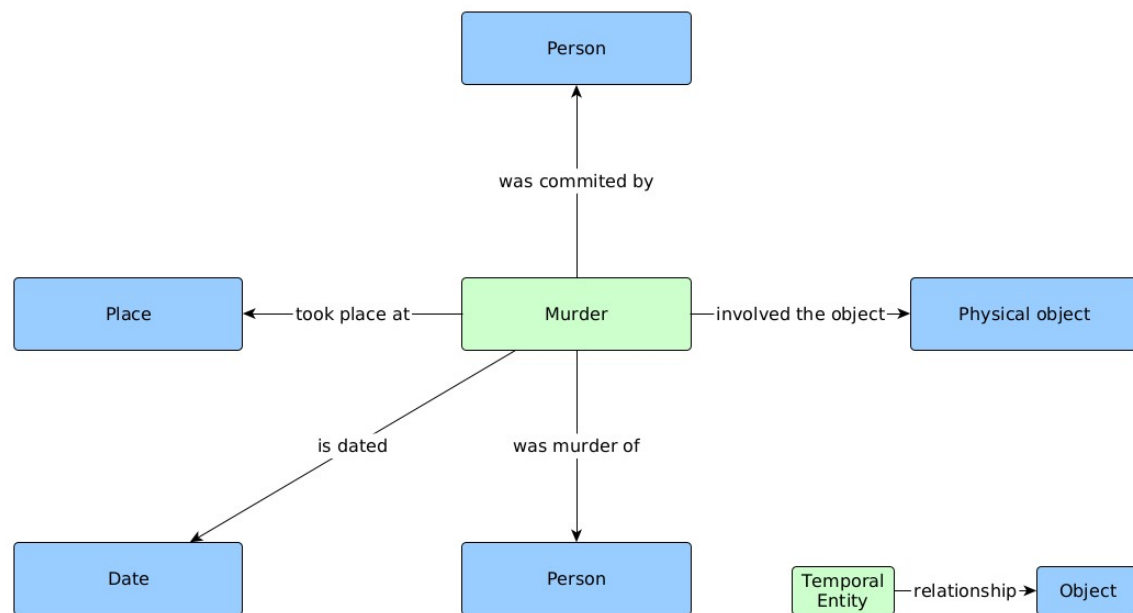 Person
was commited by
Place
took place at
Murder
involved the object
Physical object
is dated
was murder of
Date
Person
Temporal
Entity
relationship
Object